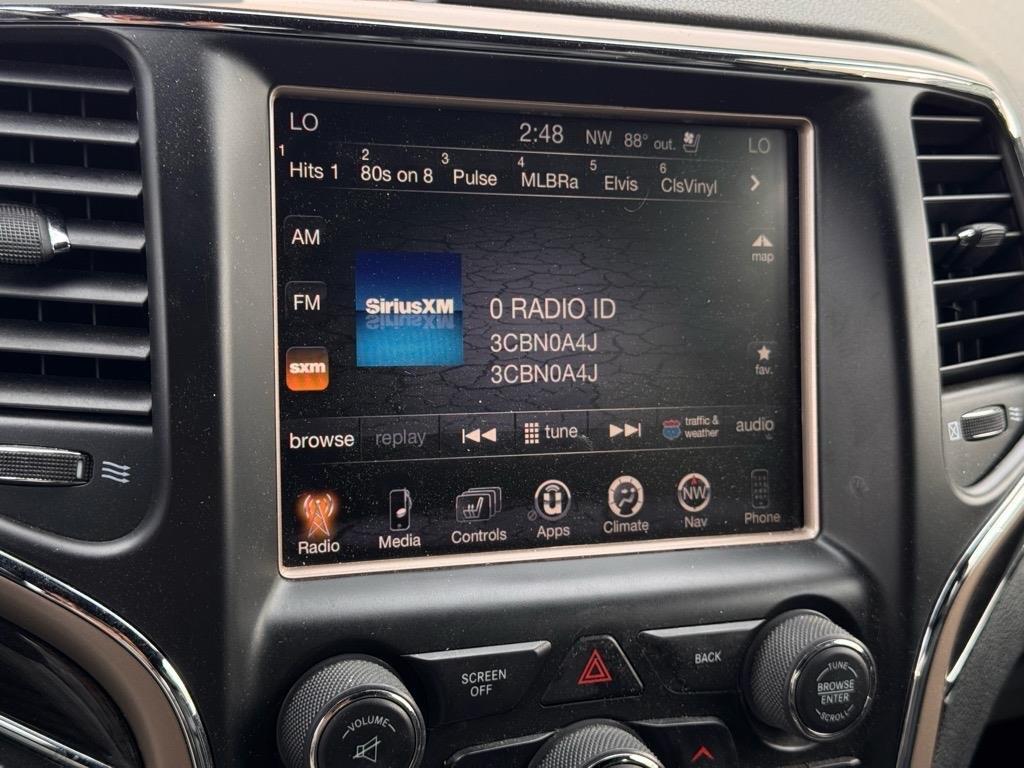 LO 2:48 NW 88° out. LO
1 Hits 1 2 80s on 8 3 Pulse 4 MLBRa 5 Elvis 6 ClsVinyl
AM
map
FM
SiriusXM
0 RADIO ID
3CBN0A4J
3CBN0A4J
sxm
fav.
browse replay tune traffic & weather audio
Radio Media Controls Apps Climate NW Nav Phone
SCREEN OFF
BACK
VOLUME
TUNE
BROWSE
ENTER
SCROLL